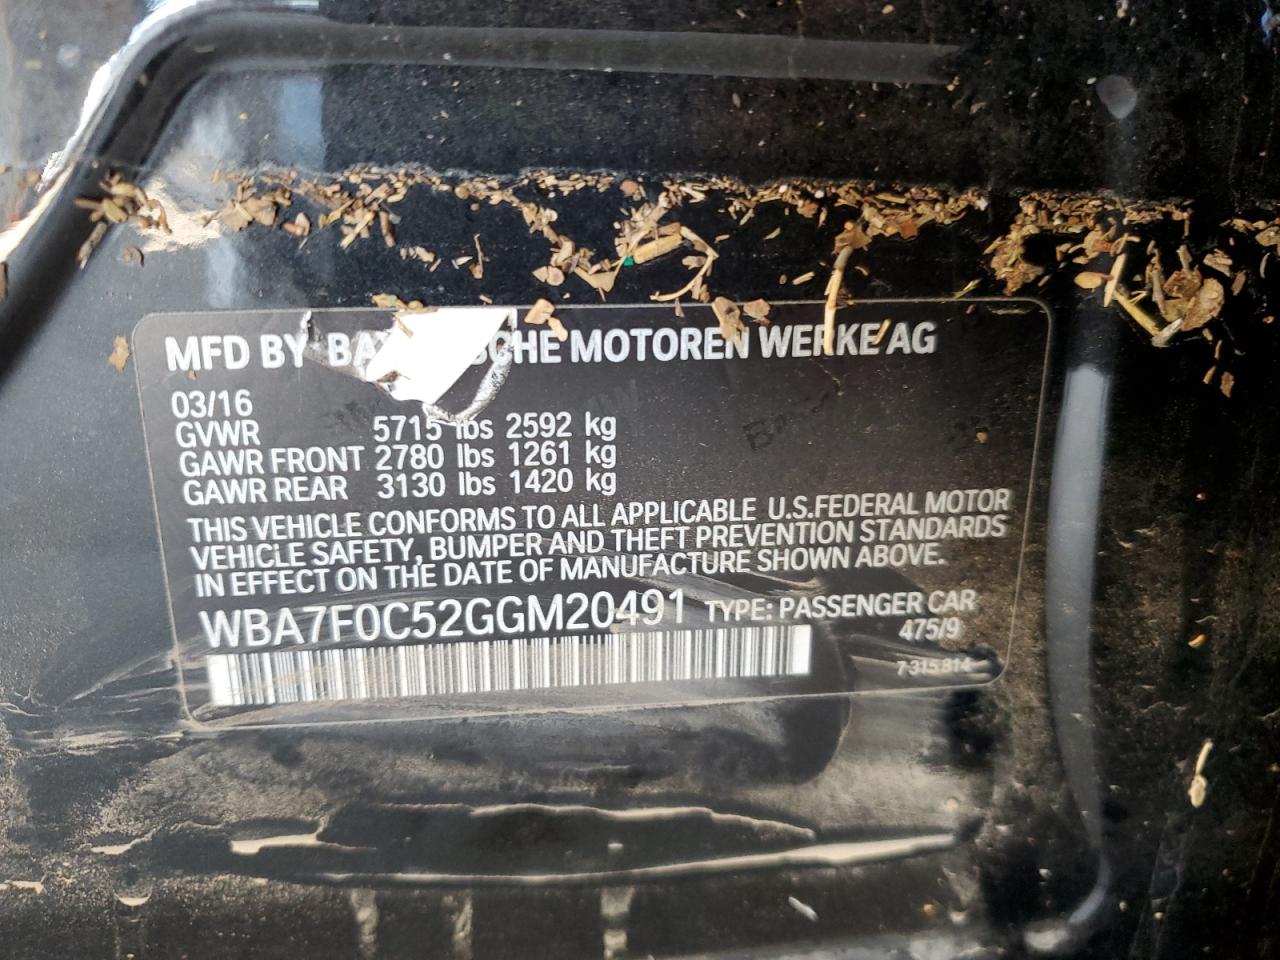 MFD BY BAYERISCHE MOTOREN WERKE AG
03/16
GVWR 5715 lbs 2592 kg
GAWR FRONT 2780 lbs 1261 kg
GAWR REAR 3130 lbs 1420 kg
THIS VEHICLE CONFORMS TO ALL APPLICABLE U.S.FEDERAL MOTOR
VEHICLE SAFETY, BUMPER AND THEFT PREVENTION STANDARDS
IN EFFECT ON THE DATE OF MANUFACTURE SHOWN ABOVE.
WBA7F0C52GGM20491 TYPE: PASSENGER CAR
475/9
7 315 814